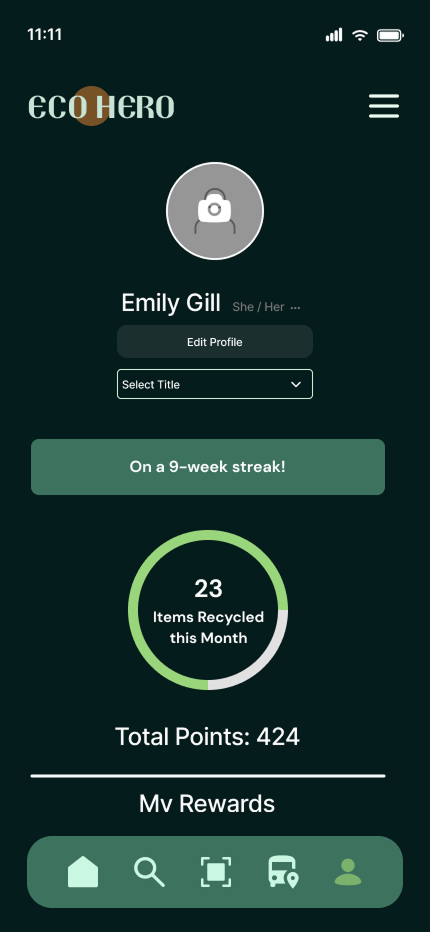 11:11
ECO HERO
Emily Gill She / Her ···
Edit Profile
Select Title
On a 9-week streak!
23
Items Recycled
this Month
Total Points: 424
My Rewards